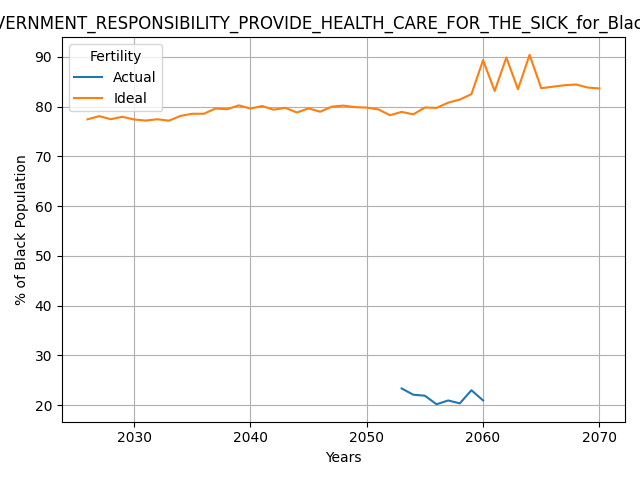 VERNMENT_RESPONSIBILITY_PROVIDE_HEALTH_CARE_FOR_THE_SICK_for_Blac
Fertility
Actual
Ideal
90
80
70
60
50
40
30
20
% of Black Population
2030 2040 2050 2060 2070
Years